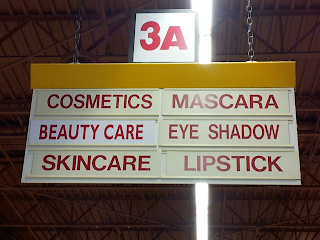 3A
COSMETICS MASCARA
BEAUTY CARE EYE SHADOW
SKINCARE LIPSTICK